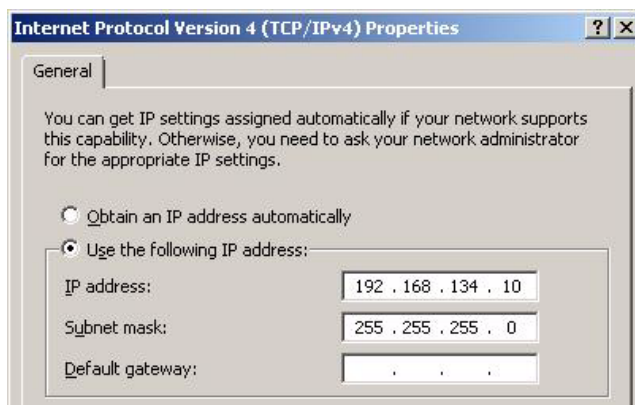 Internet Protocol Version 4 (TCP/IPv4) Properties ? X
General
You can get IP settings assigned automatically if your network supports
this capability. Otherwise, you need to ask your network administrator
for the appropriate IP settings.
Obtain an IP address automatically
Use the following IP address:
IP address: 192 . 168 . 134 . 10
Subnet mask: 255 . 255 . 255 . 0
Default gateway: . . .